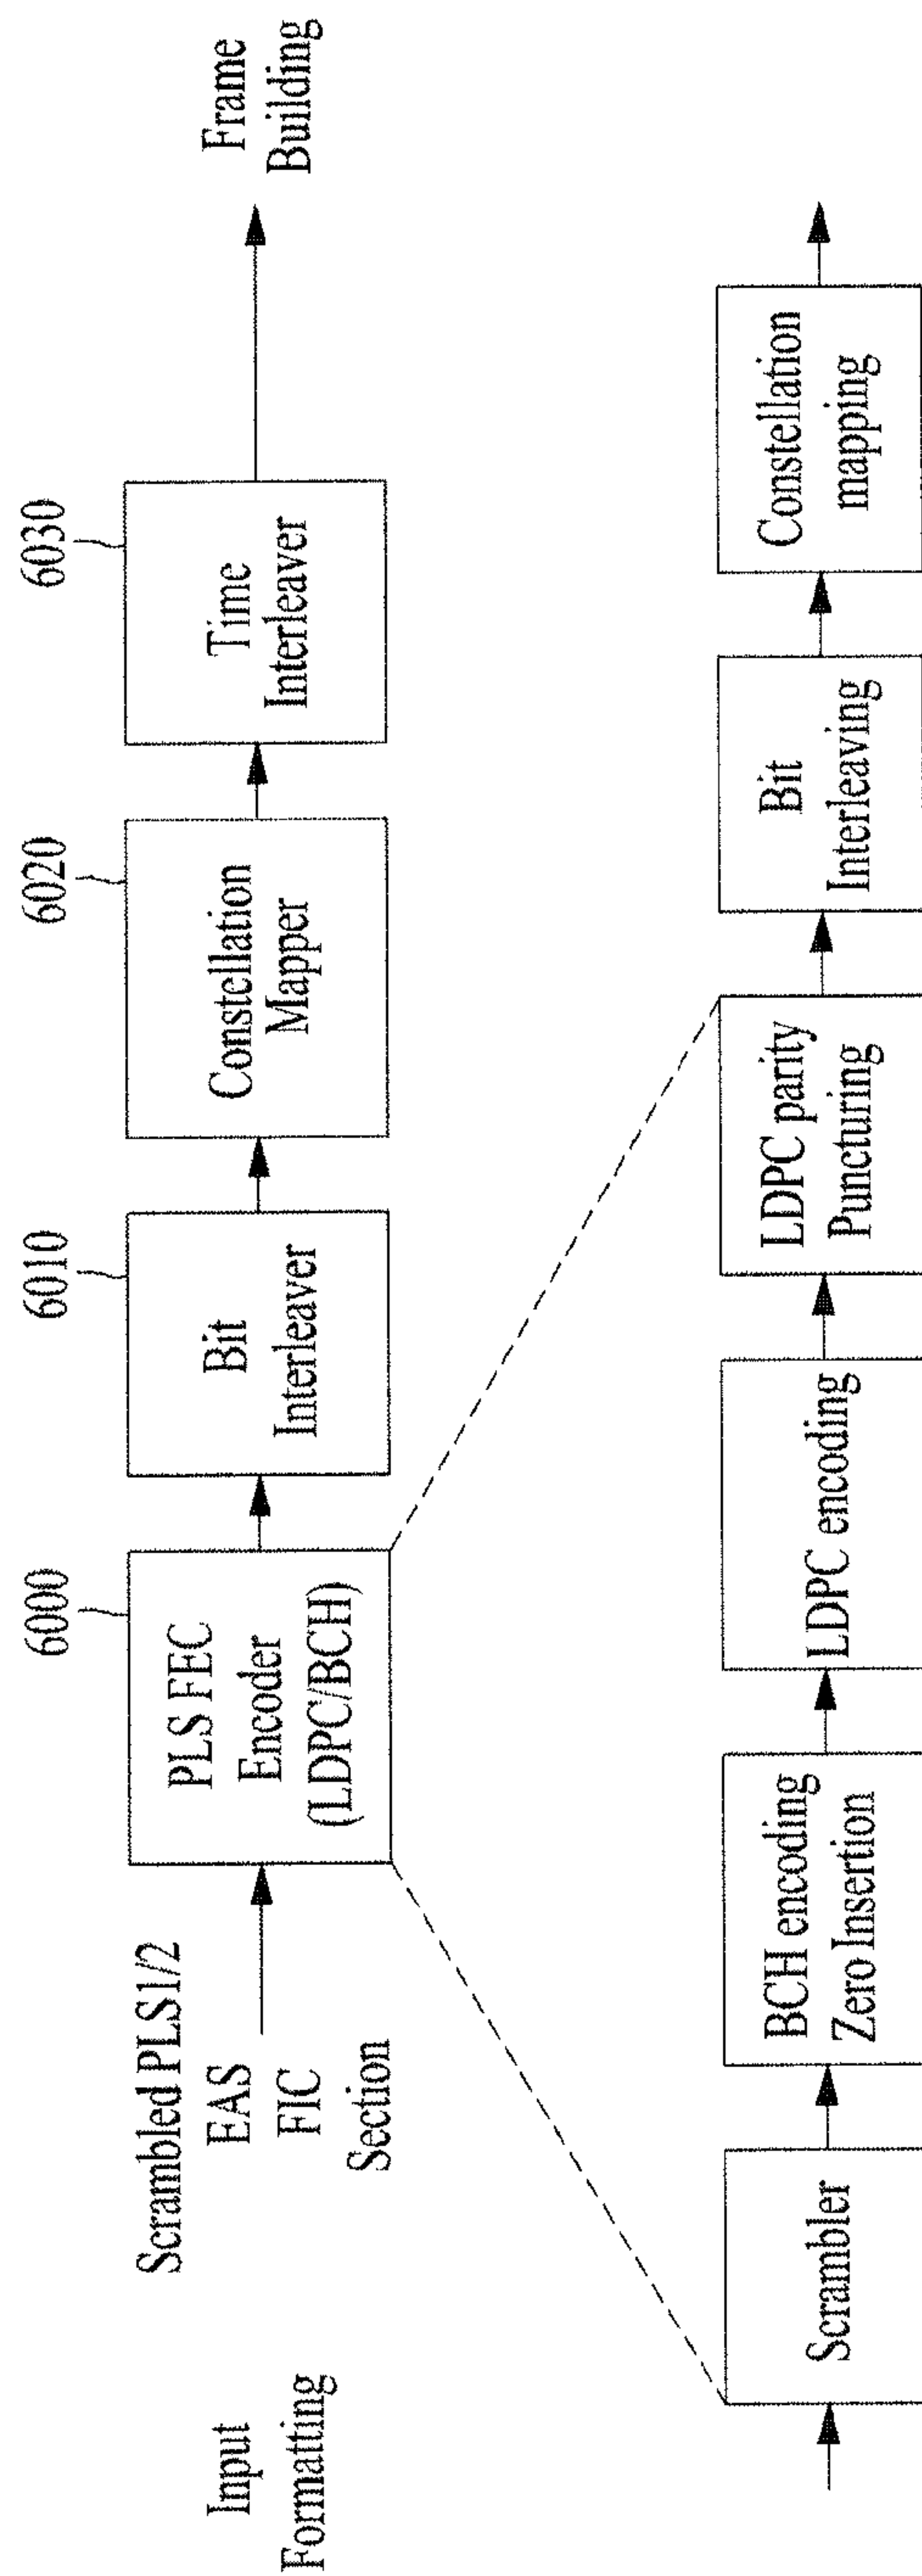 Input
Formatting
Scrambled PLS1/2
EAS
FIC
Section
6000
PLS FEC
Encoder
(LDPC/BCH)
6010
Bit
Interleaver
6020
Constellation
Mapper
6030
Time
Interleaver
Frame
Building
Scrambler
BCH encoding
Zero Insertion
LDPC encoding
LDPC parity
Puncturing
Bit
Interleaving
Constellation
mapping